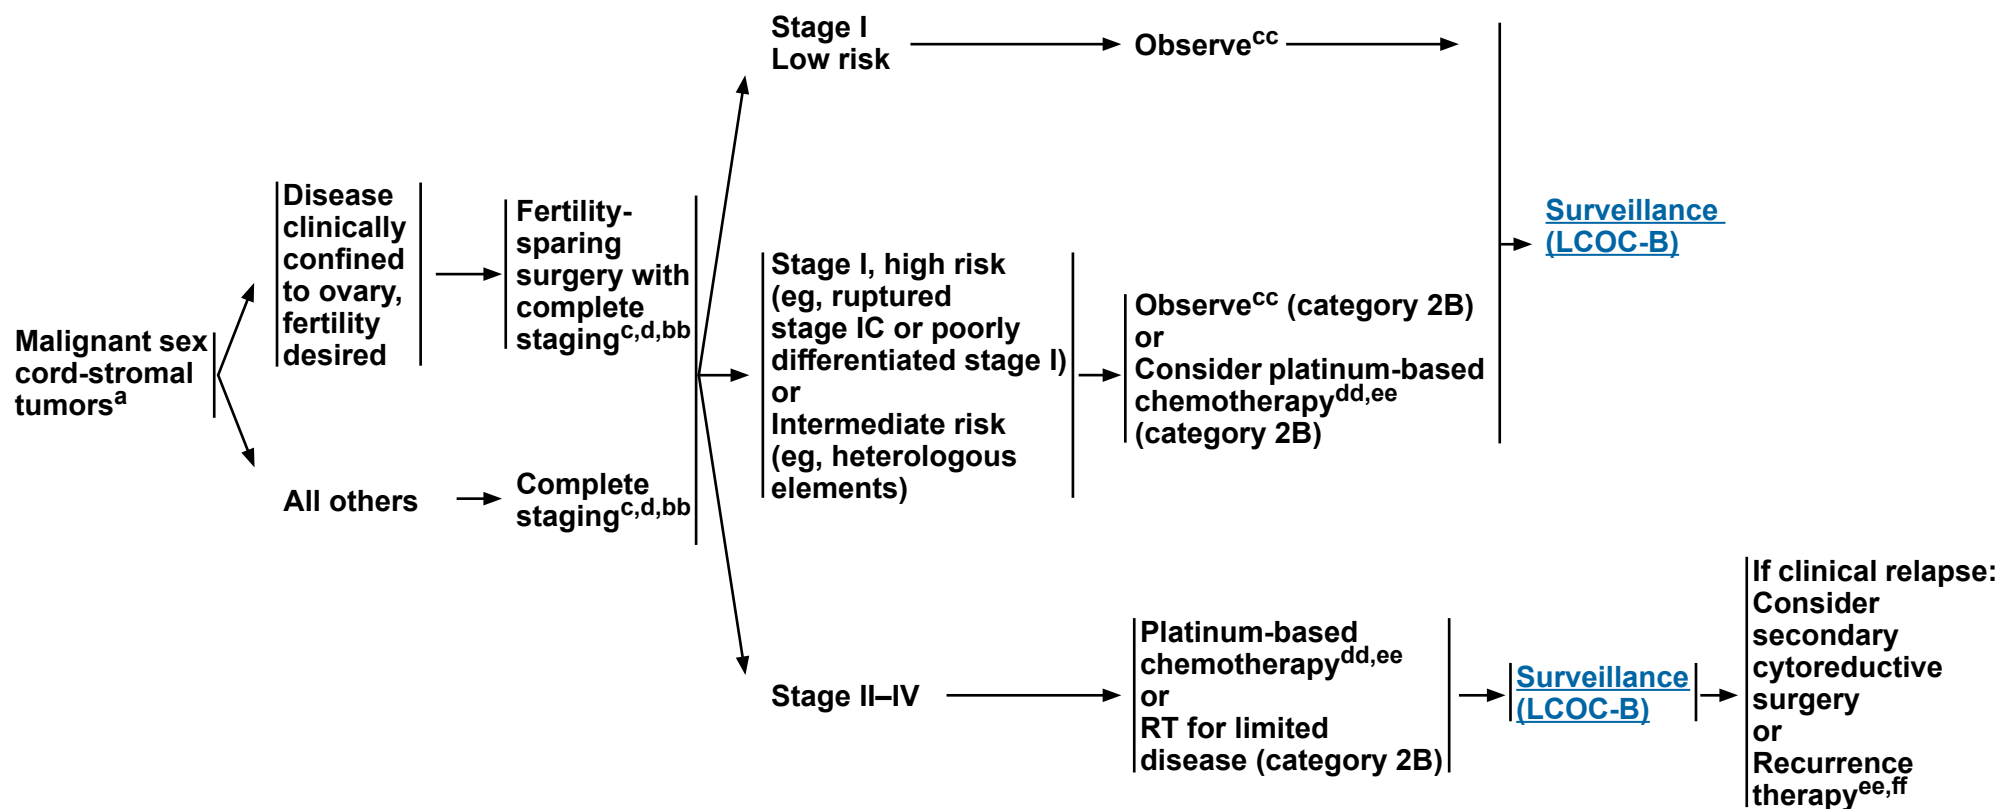 Malignant sex
cord-stromal
tumorsᵃ
Disease
clinically
confined
to ovary,
fertility
desired
All others
Fertility-
sparing
surgery with
complete
stagingc,d,bb
Complete
stagingc,d,bb
Stage I
Low risk
Observecc
Stage I, high risk
(eg, ruptured
stage IC or poorly
differentiated stage I)
or
Intermediate risk
(eg, heterologous
elements)
Observecc (category 2B)
or
Consider platinum-based
chemotherapydd,ee
(category 2B)
Surveillance
(LCOC-B)
Stage II–IV
Platinum-based
chemotherapydd,ee
or
RT for limited
disease (category 2B)
Surveillance
(LCOC-B)
If clinical relapse:
Consider
secondary
cytoreductive
surgery
or
Recurrence
therapyee,ff